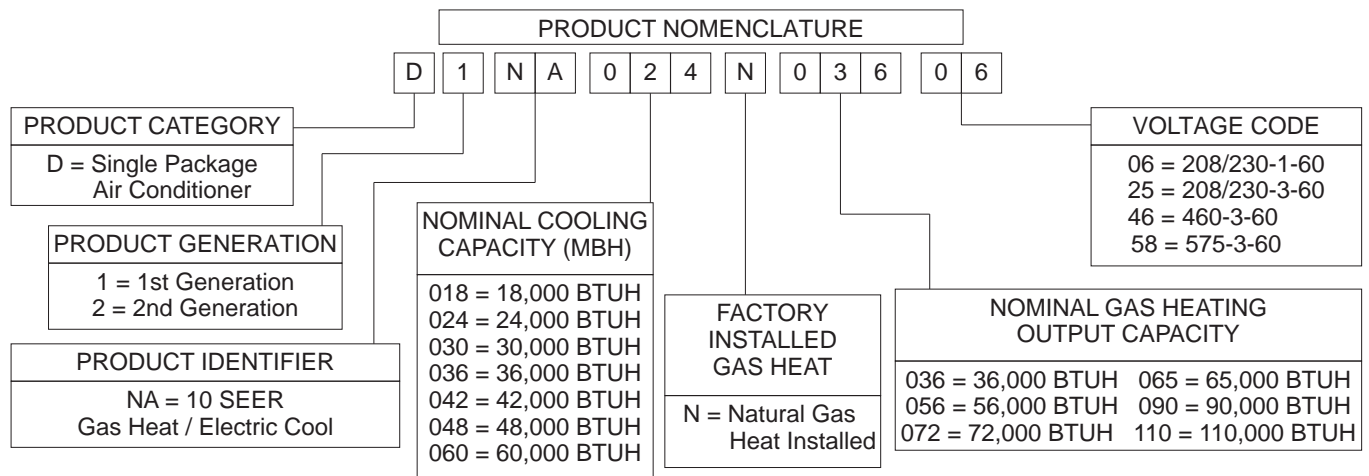 PRODUCT NOMENCLATURE
D 1 N A 0 2 4 N 0 3 6 0 6
PRODUCT CATEGORY
D = Single Package
Air Conditioner
PRODUCT GENERATION
1 = 1st Generation
2 = 2nd Generation
PRODUCT IDENTIFIER
NA = 10 SEER
Gas Heat / Electric Cool
NOMINAL COOLING
CAPACITY (MBH)
018 = 18,000 BTUH
024 = 24,000 BTUH
030 = 30,000 BTUH
036 = 36,000 BTUH
042 = 42,000 BTUH
048 = 48,000 BTUH
060 = 60,000 BTUH
FACTORY
INSTALLED
GAS HEAT
N = Natural Gas
Heat Installed
NOMINAL GAS HEATING
OUTPUT CAPACITY
036 = 36,000 BTUH 065 = 65,000 BTUH
056 = 56,000 BTUH 090 = 90,000 BTUH
072 = 72,000 BTUH 110 = 110,000 BTUH
VOLTAGE CODE
06 = 208/230-1-60
25 = 208/230-3-60
46 = 460-3-60
58 = 575-3-60